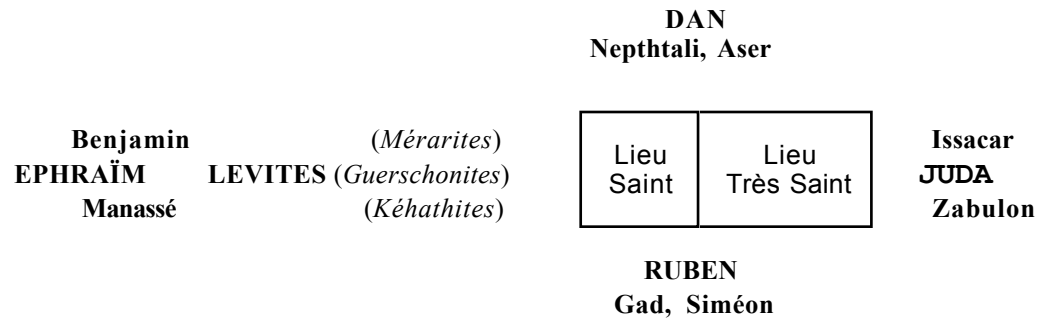 DAN
Nepthtali, Aser
Benjamin (Mérarites) Issacar
EPHRAÏM LEVITES (Guerschonites) JUDA
Manassé (Kéhathites) Zabulon
Lieu Saint
Lieu Très Saint
RUBEN
Gad, Siméon